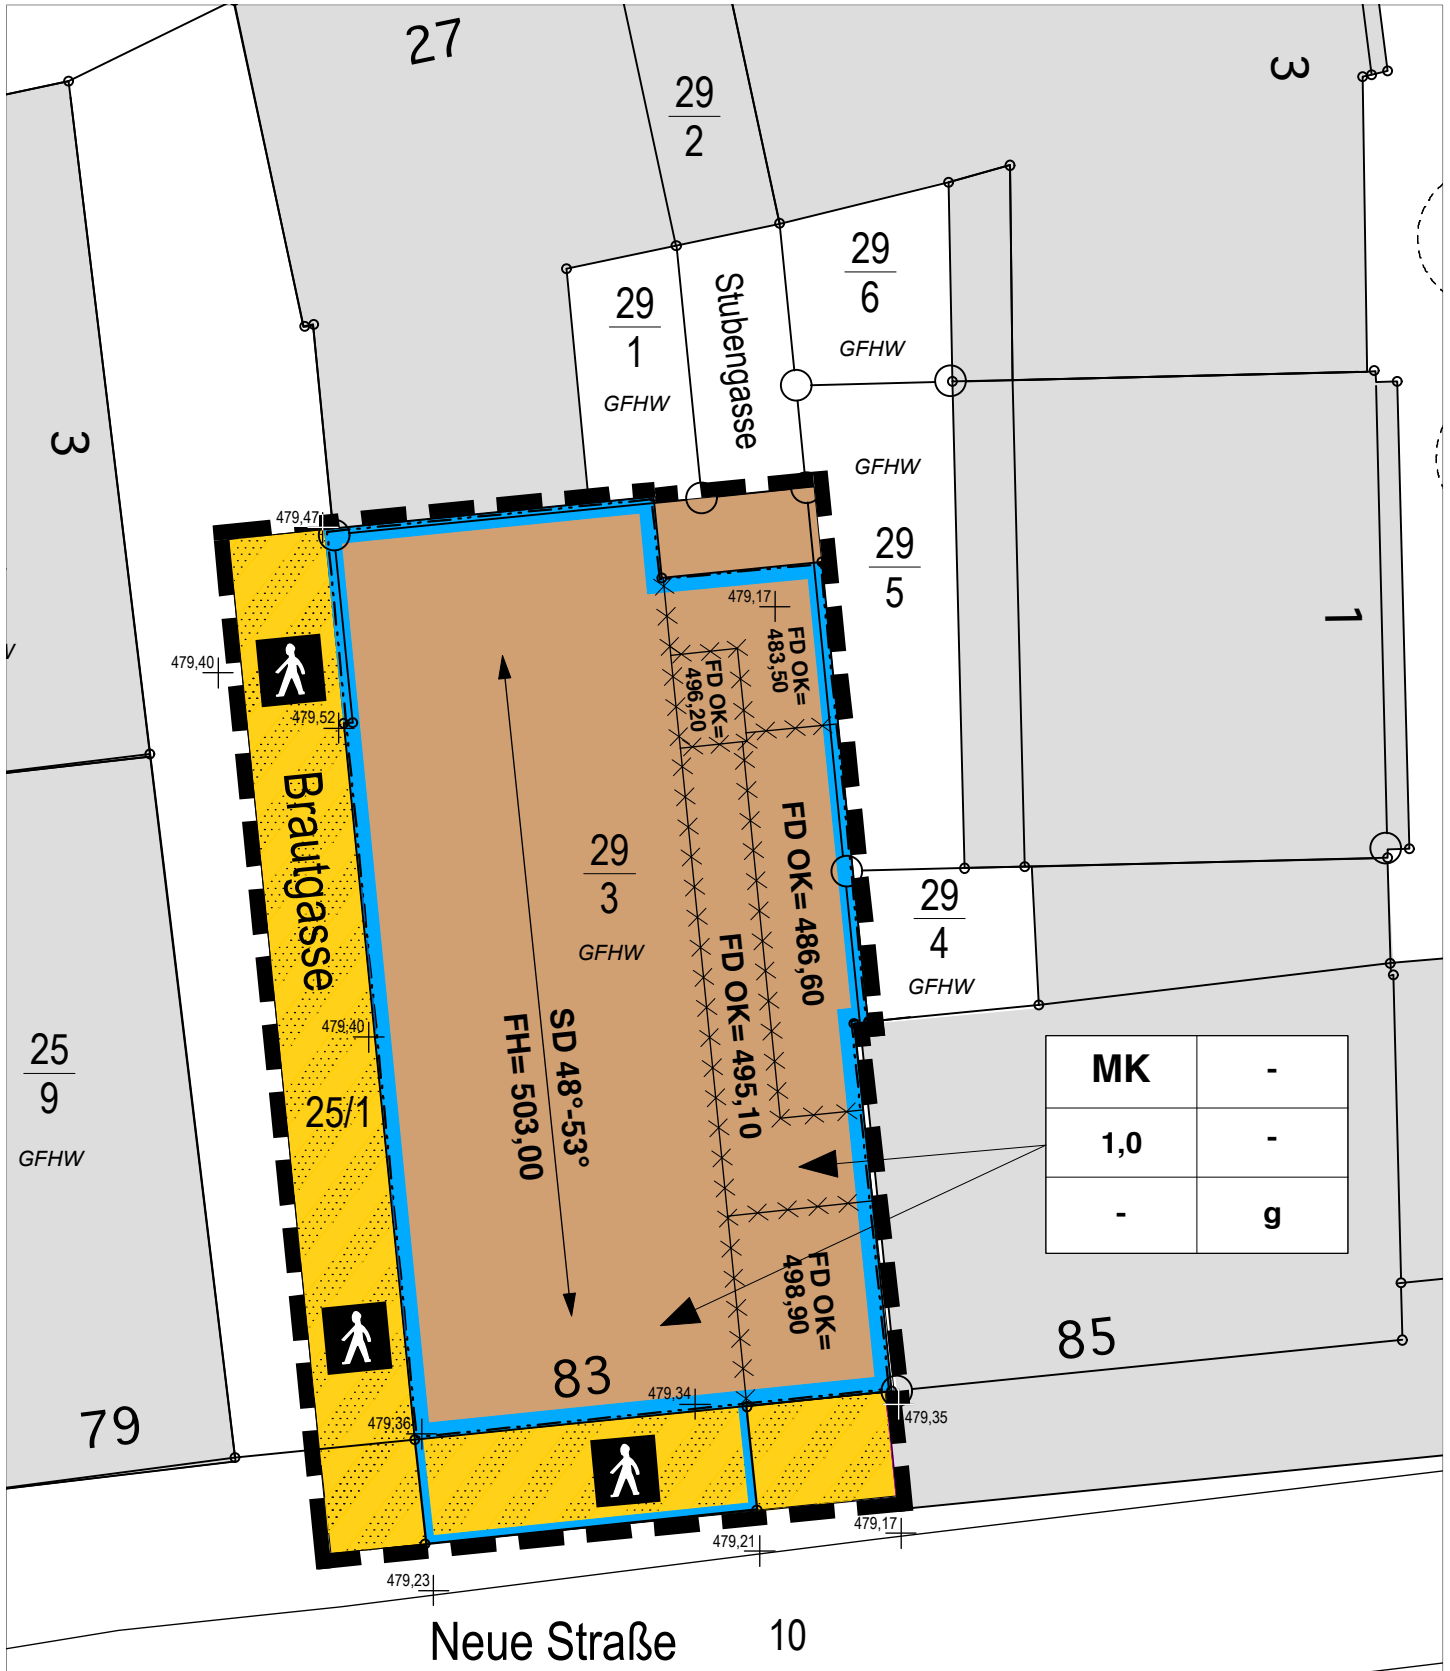 27
3
29
2
29
6
GFHW
29
1
GFHW
Stubengasse
3
GFHW
479,47
29
5
479,17
FD OK=
483,50
1
479,40
FD OK=
496,20
479,52
Brautgasse
29
3
GFHW
FD OK= 486,60
29
4
GFHW
FD OK= 495,10
479,40
25
9
GFHW
25/1
SD 48°-53°
FH= 503,00
MK -
1,0 -
- g
FD OK=
498,90
85
83
479,34
79
479,36
479,35
479,17
479,21
479,23
Neue Straße 10